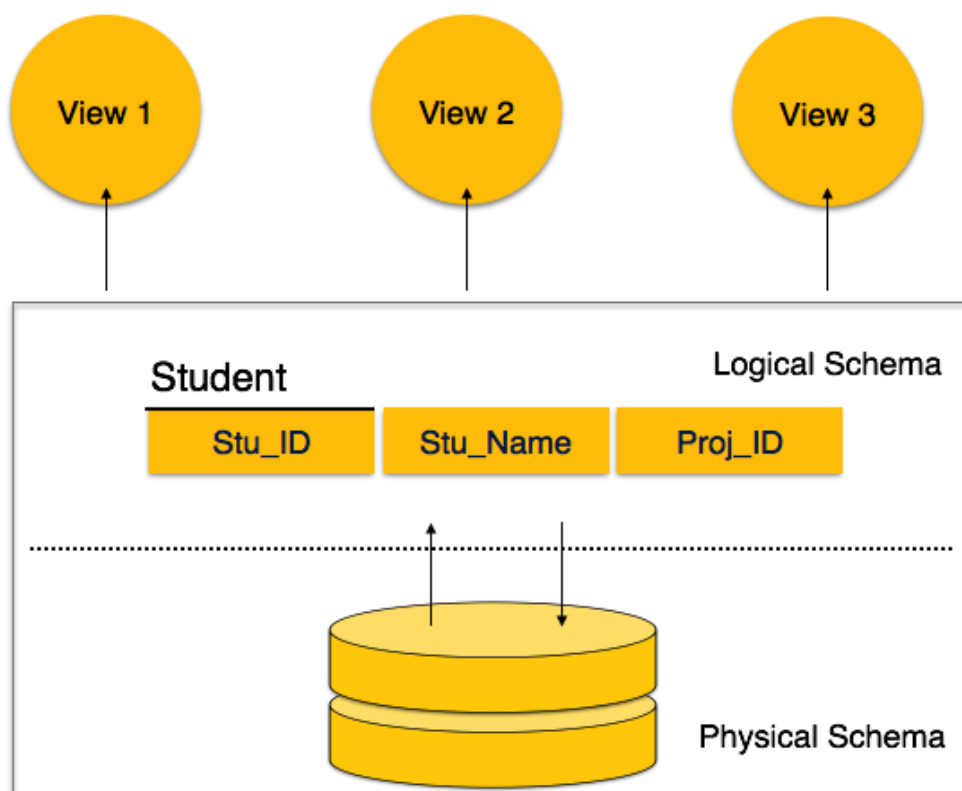 View 1
View 2
View 3
Logical Schema
Student
Stu_ID
Stu_Name
Proj_ID
Physical Schema